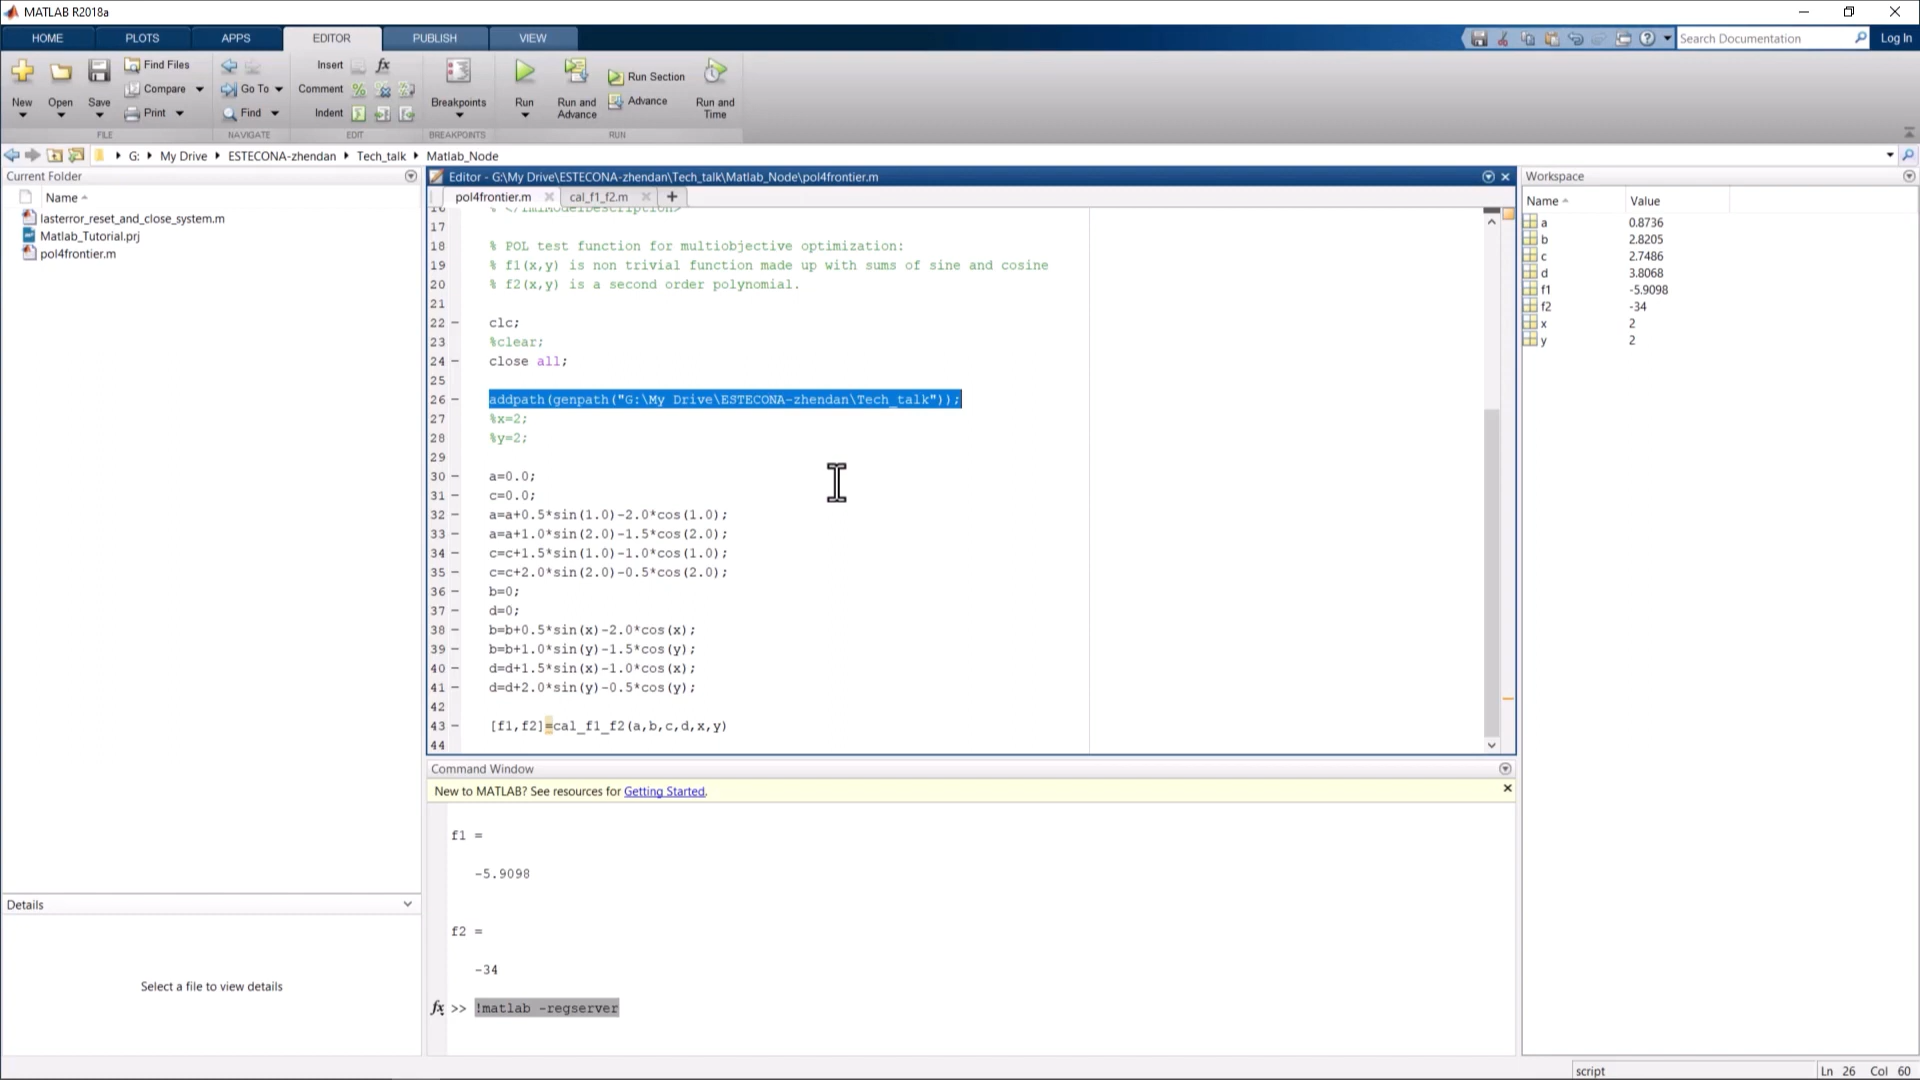 MATLAB R2018a
HOME PLOTS APPS EDITOR PUBLISH VIEW
Search Documentation Log In
New Open Save
Find Files
Compare
Print
Go To
Find
Insert fx
Comment
Indent
Breakpoints
Run
Run and Advance
Run Section
Advance
Run and Time
FILE NAVIGATE EDIT BREAKPOINTS RUN
G: My Drive ESTECONA-zhendan Tech_talk Matlab_Node
Current Folder
Name
lasterror_reset_and_close_system.m
Matlab_Tutorial.prj
pol4frontier.m
Details
Select a file to view details
Editor - G:\My Drive\ESTECONA-zhendan\Tech_talk\Matlab_Node\pol4frontier.m
pol4frontier.m cal_f1_f2.m
17
18 % POL test function for multiobjective optimization:
19 % f1(x,y) is non trivial function made up with sums of sine and cosine
20 % f2(x,y) is a second order polynomial.
21
22 – clc;
23 %clear;
24 – close all;
25
26 – addpath(genpath("G:\My Drive\ESTECONA-zhendan\Tech_talk"));
27 %x=2;
28 %y=2;
29
30 – a=0.0;
31 – c=0.0;
32 – a=a+0.5*sin(1.0)-2.0*cos(1.0);
33 – a=a+1.0*sin(2.0)-1.5*cos(2.0);
34 – c=c+1.5*sin(1.0)-1.0*cos(1.0);
35 – c=c+2.0*sin(2.0)-0.5*cos(2.0);
36 – b=0;
37 – d=0;
38 – b=b+0.5*sin(x)-2.0*cos(x);
39 – b=b+1.0*sin(y)-1.5*cos(y);
40 – d=d+1.5*sin(x)-1.0*cos(x);
41 – d=d+2.0*sin(y)-0.5*cos(y);
42
43 – [f1,f2]=cal_f1_f2(a,b,c,d,x,y)
44
Command Window
New to MATLAB? See resources for Getting Started.
f1 =
-5.9098
f2 =
-34
fx >> !matlab -regserver
Workspace
Name Value
a 0.8736
b 2.8205
c 2.7486
d 3.8068
f1 -5.9098
f2 -34
x 2
y 2
script Ln 26 Col 60